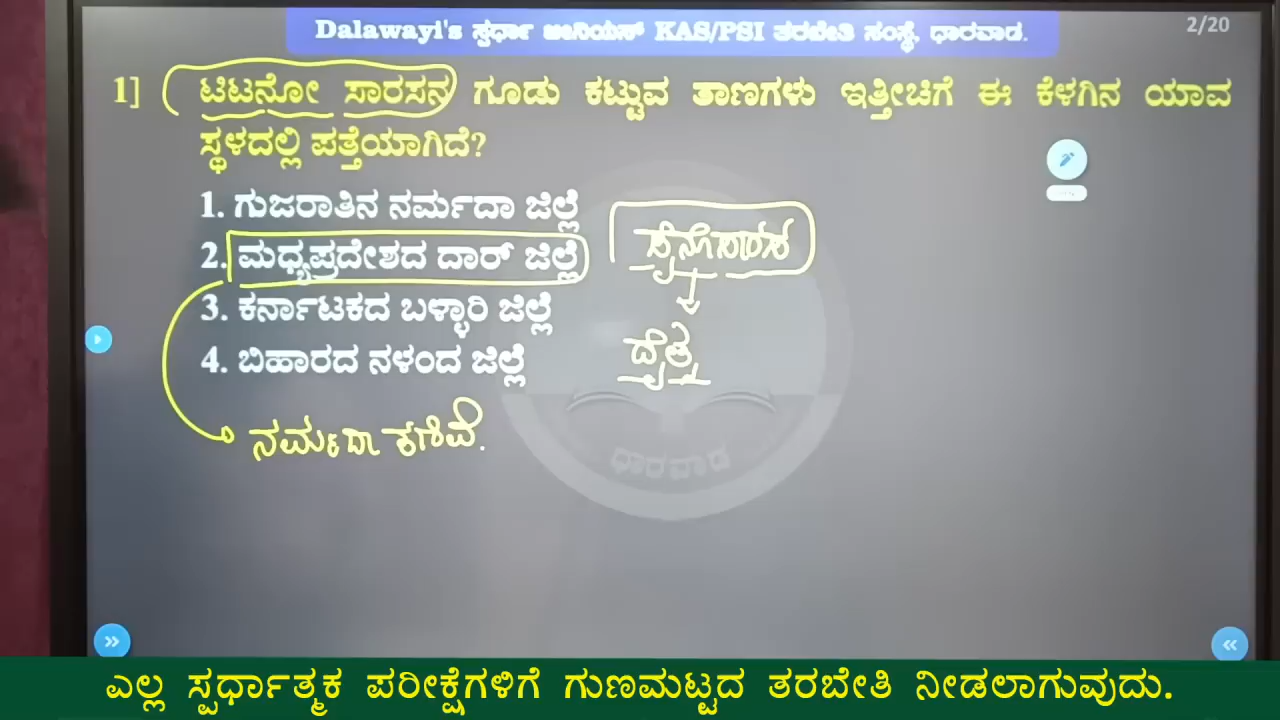 Dalawayi's ಸ್ಪರ್ಧಾ ಜೀನಿಯಸ್ KAS/PSI ತರಬೇತಿ ಸಂಸ್ಥೆ, ಧಾರವಾಡ.
2/20
1] ಟಿಟನೋ ಸಾರಸನ ಗೂಡು ಕಟ್ಟುವ ತಾಣಗಳು ಇತ್ತೀಚಿಗೆ ಈ ಕೆಳಗಿನ ಯಾವ
ಸ್ಥಳದಲ್ಲಿ ಪತ್ತೆಯಾಗಿದೆ?
1. ಗುಜರಾತಿನ ನರ್ಮದಾ ಜಿಲ್ಲೆ
2. ಮಧ್ಯಪ್ರದೇಶದ ದಾರ್ ಜಿಲ್ಲೆ
3. ಕರ್ನಾಟಕದ ಬಳ್ಳಾರಿ ಜಿಲ್ಲೆ
4. ಬಿಹಾರದ ನಳಂದ ಜಿಲ್ಲೆ
ದೈತ್ಯ
ನರ್ಮದಾ ಕಣಿವೆ.
ಧಾರವಾಡ
ಎಲ್ಲ ಸ್ಪರ್ಧಾತ್ಮಕ ಪರೀಕ್ಷೆಗಳಿಗೆ ಗುಣಮಟ್ಟದ ತರಬೇತಿ ನೀಡಲಾಗುವುದು.